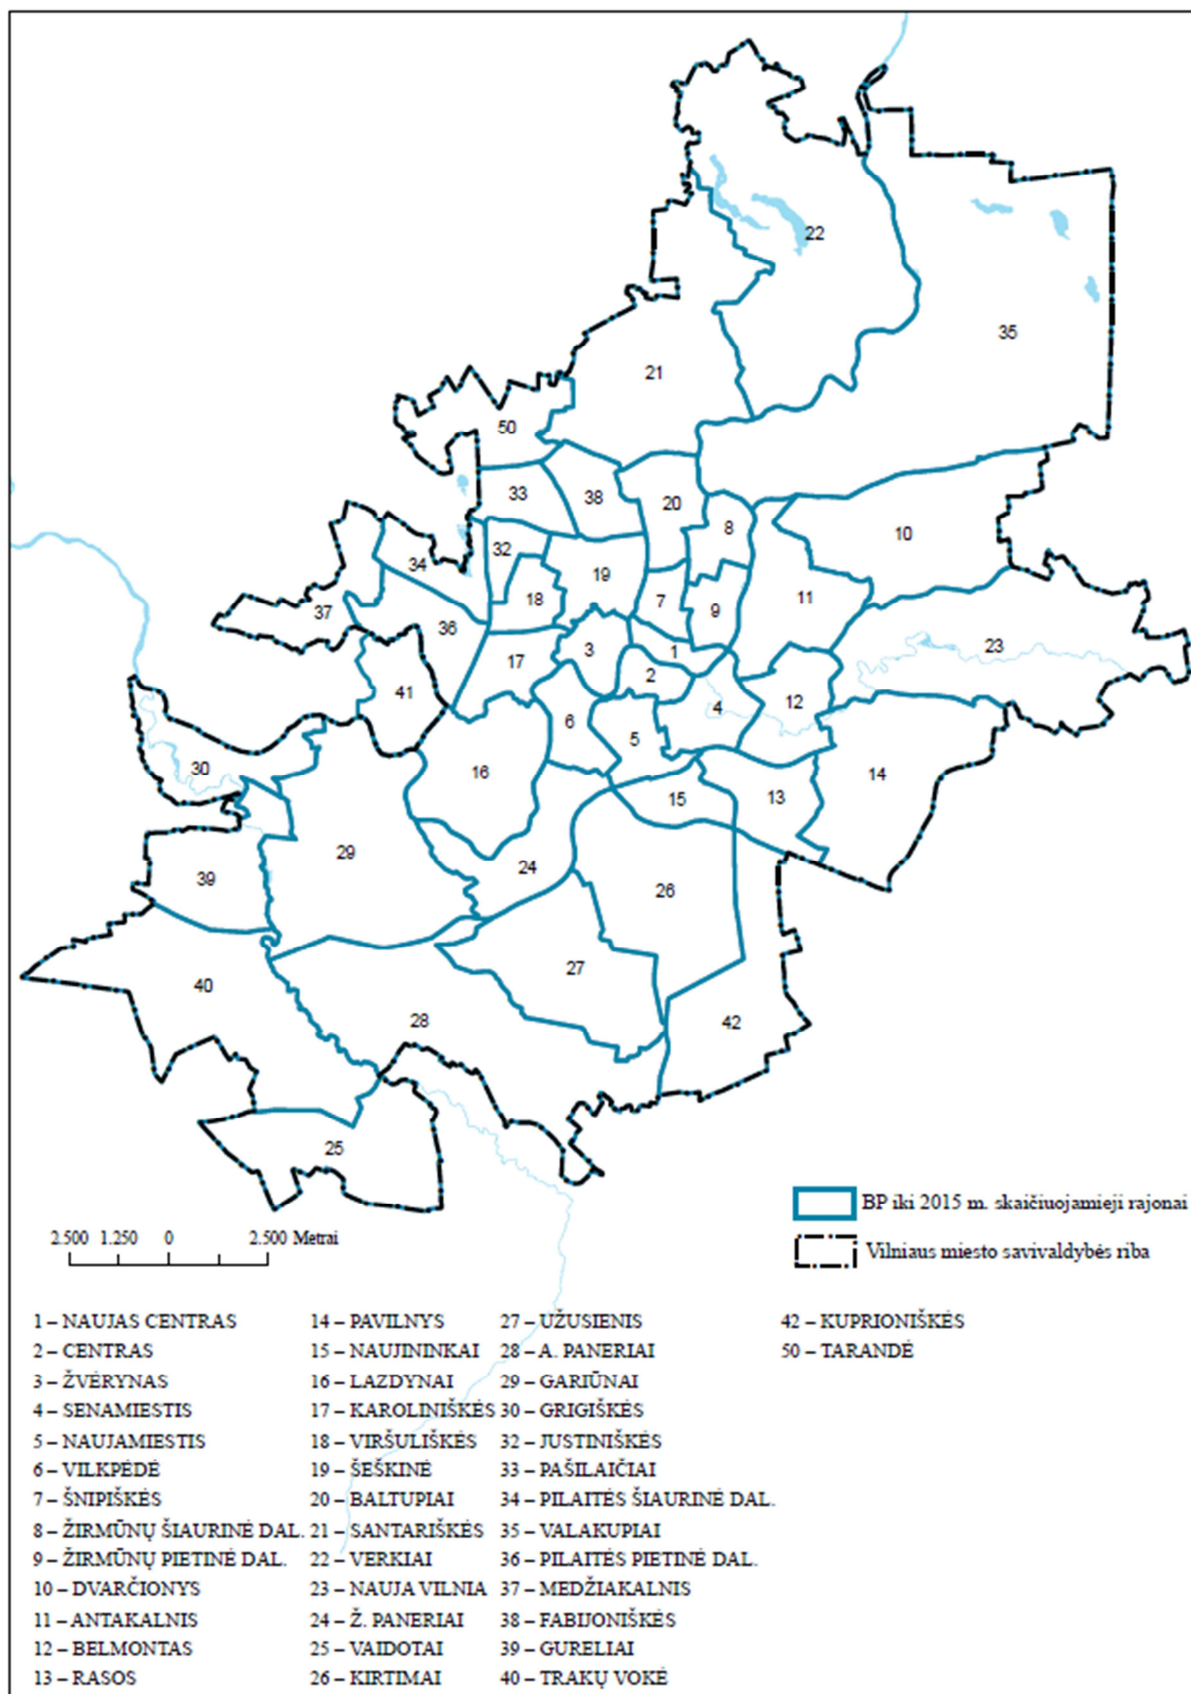 22
35
21
50
33
38
20
8
10
32
34
19
18
7
9
11
37
36
23
3
1
17
2
41
12
4
6
5
30
16
14
15
13
29
24
39
26
27
40
28
42
25
BP iki 2015 m. skaičiuojamieji rajonai
Vilniaus miesto savivaldybės riba
2.500 1.250 0 2.500 Metrai
1 – NAUJAS CENTRAS
2 – CENTRAS
3 – ŽVĖRYNAS
4 – SENAMIESTIS
5 – NAUJAMIESTIS
6 – VILKPĖDĖ
7 – ŠNIPIŠKĖS
8 – ŽIRMŪNŲ ŠIAURINĖ DAL.
9 – ŽIRMŪNŲ PIETINĖ DAL.
10 – DVARČIONYS
11 – ANTAKALNIS
12 – BELMONTAS
13 – RASOS
14 – PAVILNYS
15 – NAUJININKAI
16 – LAZDYNAI
17 – KAROLINIŠKĖS
18 – VIRŠULIŠKĖS
19 – ŠEŠKINĖ
20 – BALTUPIAI
21 – SANTARIŠKĖS
22 – VERKIAI
23 – NAUJA VILNIA
24 – Ž. PANERIAI
25 – VAIDOTAI
26 – KIRTIMAI
27 – UŽUSIENIS
28 – A. PANERIAI
29 – GARIŪNAI
30 – GRIGIŠKĖS
32 – JUSTINIŠKĖS
33 – PAŠILAIČIAI
34 – PILAITĖS ŠIAURINĖ DAL.
35 – VALAKUPIAI
36 – PILAITĖS PIETINĖ DAL.
37 – MEDŽIAKALNIS
38 – FABIJONIŠKĖS
39 – GURELIAI
40 – TRAKŲ VOKĖ
42 – KUPRIONIŠKĖS
50 – TARANDĖ